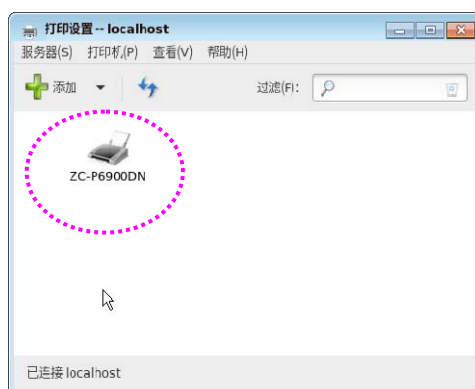 打印设置 -- localhost
服务器(S) 打印机(P) 查看(V) 帮助(H)
添加 过滤(FI:
ZC-P6900DN
已连接 localhost